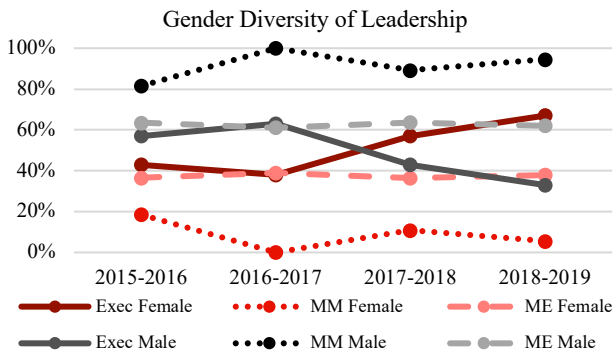 Gender Diversity of Leadership
100%
80%
60%
40%
20%
0%
2015-2016 2016-2017 2017-2018 2018-2019
Exec Female MM Female ME Female
Exec Male MM Male ME Male